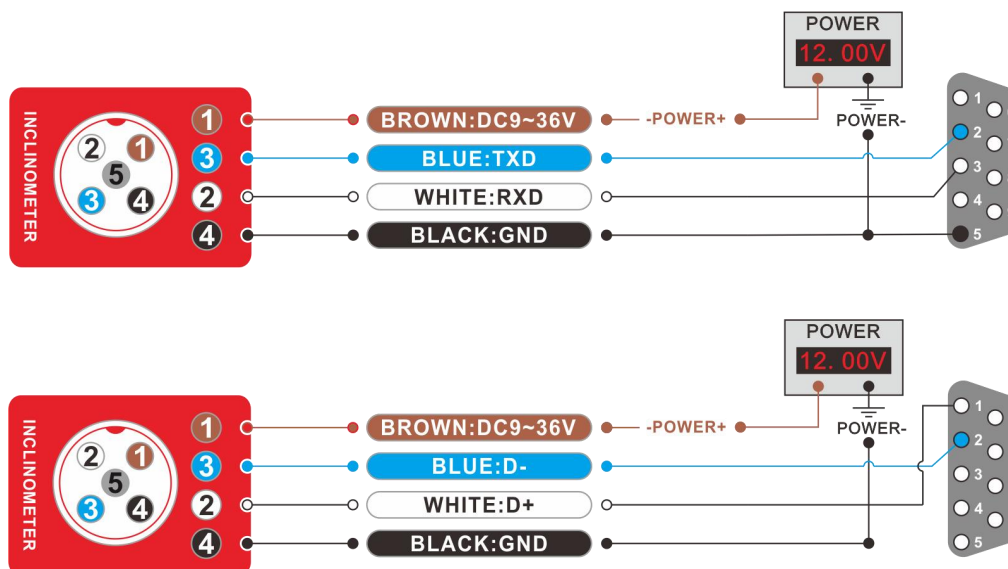 POWER
12. 00V
INCLINOMETER
2 1
5
3 4
1
3
2
4
BROWN:DC9~36V
BLUE:TXD
WHITE:RXD
BLACK:GND
-POWER+
POWER-
1
2
3
4
5
POWER
12. 00V
INCLINOMETER
2 1
5
3 4
1
3
2
4
BROWN:DC9~36V
BLUE:D-
WHITE:D+
BLACK:GND
-POWER+
POWER-
1
2
3
4
5